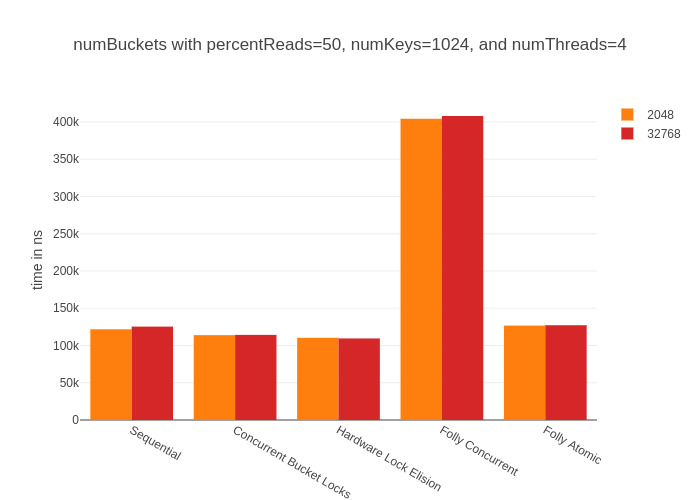 numBuckets with percentReads=50, numKeys=1024, and numThreads=4
2048
32768
400k
350k
300k
250k
200k
150k
100k
50k
0
time in ns
Sequential
Concurrent Bucket Locks
Hardware Lock Elision
Folly Concurrent
Folly Atomic